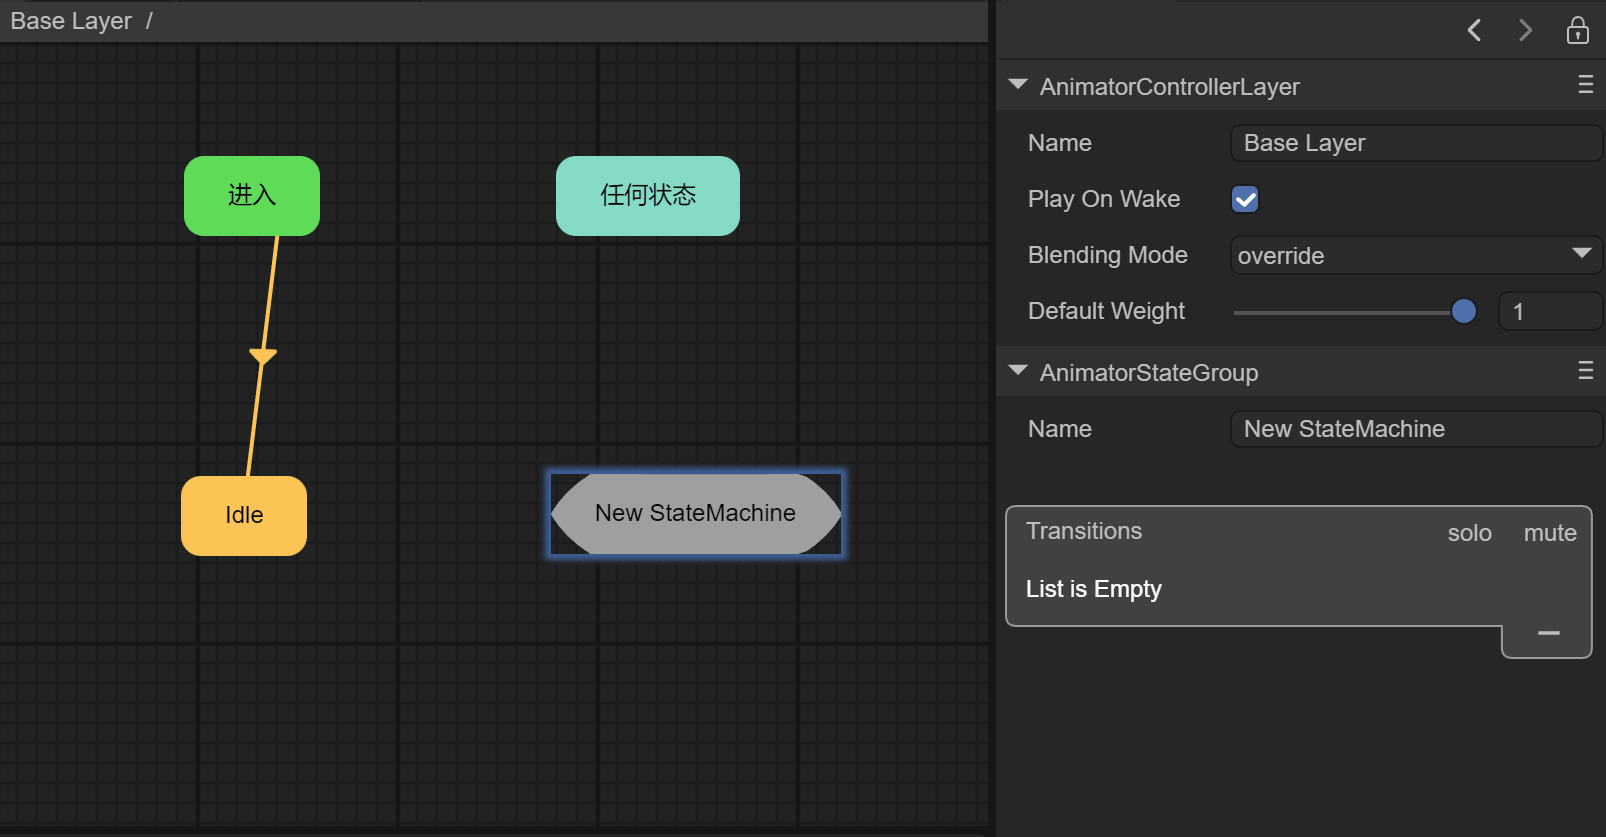 Base Layer /
进入
任何状态
Idle
New StateMachine
AnimatorControllerLayer
Name Base Layer
Play On Wake
Blending Mode override
Default Weight 1
AnimatorStateGroup
Name New StateMachine
Transitions solo mute
List is Empty